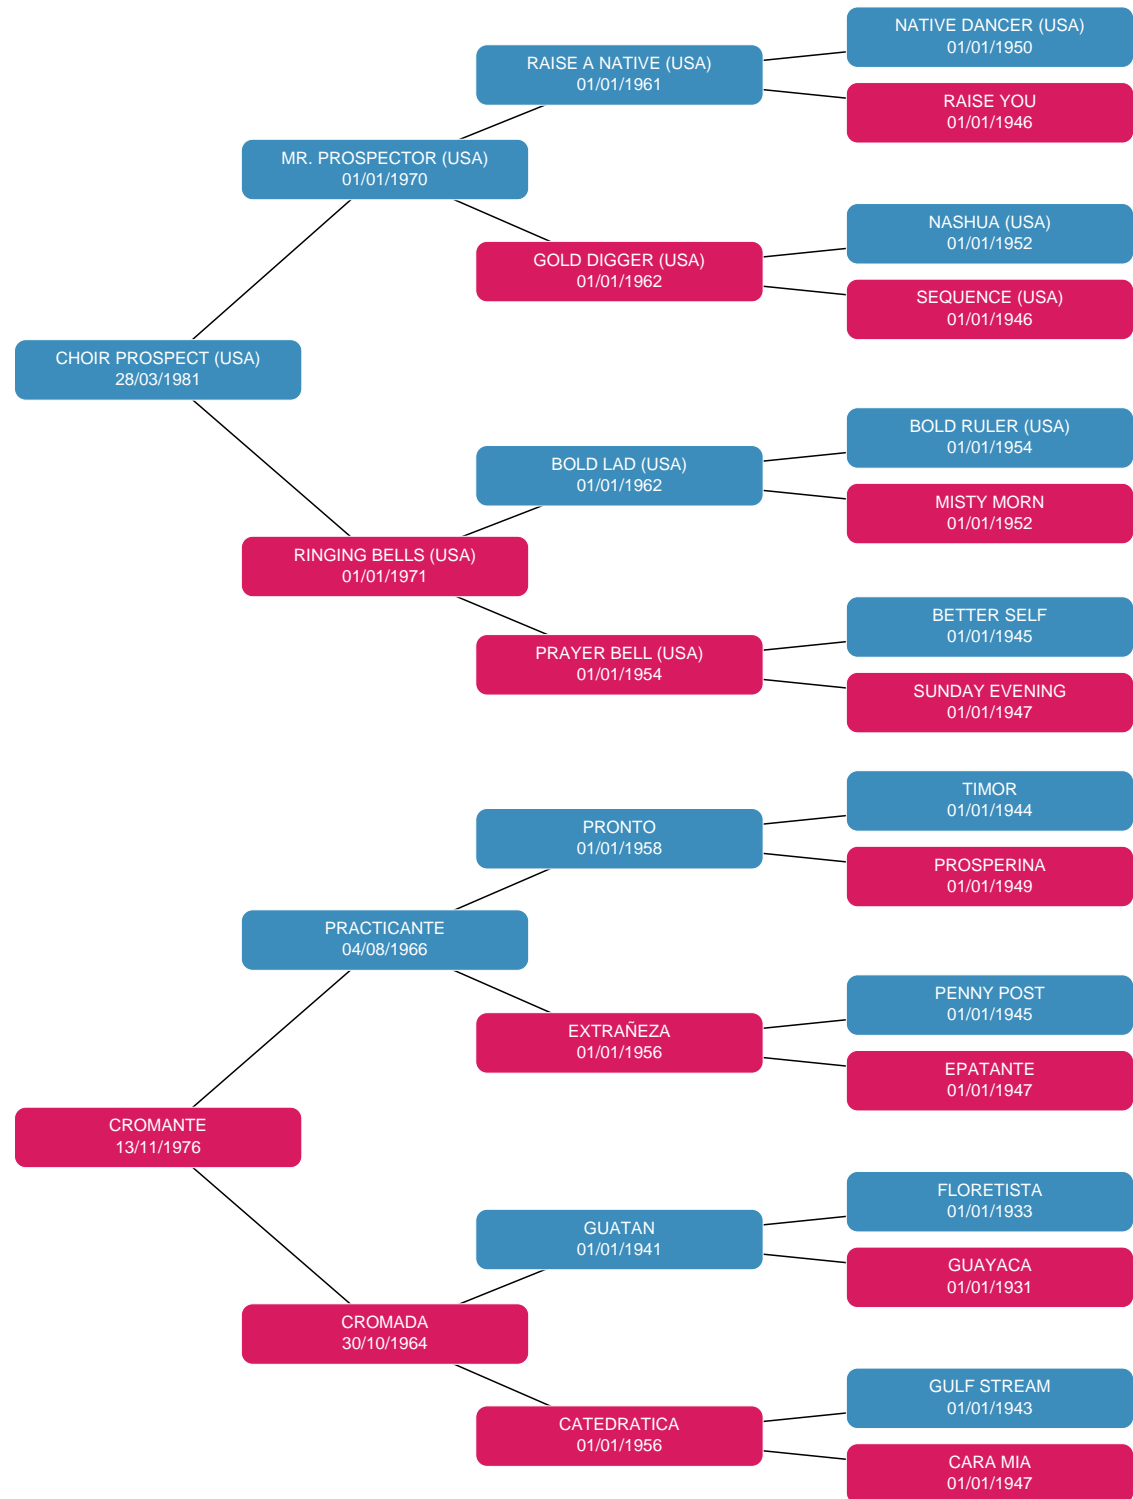 NATIVE DANCER (USA)
01/01/1950
RAISE A NATIVE (USA)
01/01/1961
RAISE YOU
01/01/1946
MR. PROSPECTOR (USA)
01/01/1970
NASHUA (USA)
01/01/1952
GOLD DIGGER (USA)
01/01/1962
SEQUENCE (USA)
01/01/1946
CHOIR PROSPECT (USA)
28/03/1981
BOLD RULER (USA)
01/01/1954
BOLD LAD (USA)
01/01/1962
MISTY MORN
01/01/1952
RINGING BELLS (USA)
01/01/1971
BETTER SELF
01/01/1945
PRAYER BELL (USA)
01/01/1954
SUNDAY EVENING
01/01/1947
TIMOR
01/01/1944
PRONTO
01/01/1958
PROSPERINA
01/01/1949
PRACTICANTE
04/08/1966
PENNY POST
01/01/1945
EXTRAÑEZA
01/01/1956
EPATANTE
01/01/1947
CROMANTE
13/11/1976
FLORETISTA
01/01/1933
GUATAN
01/01/1941
GUAYACA
01/01/1931
CROMADA
30/10/1964
GULF STREAM
01/01/1943
CATEDRATICA
01/01/1956
CARA MIA
01/01/1947